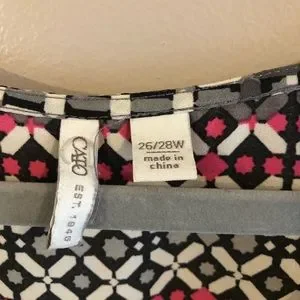 CATO
EST. 1946
26/28W
made in
china